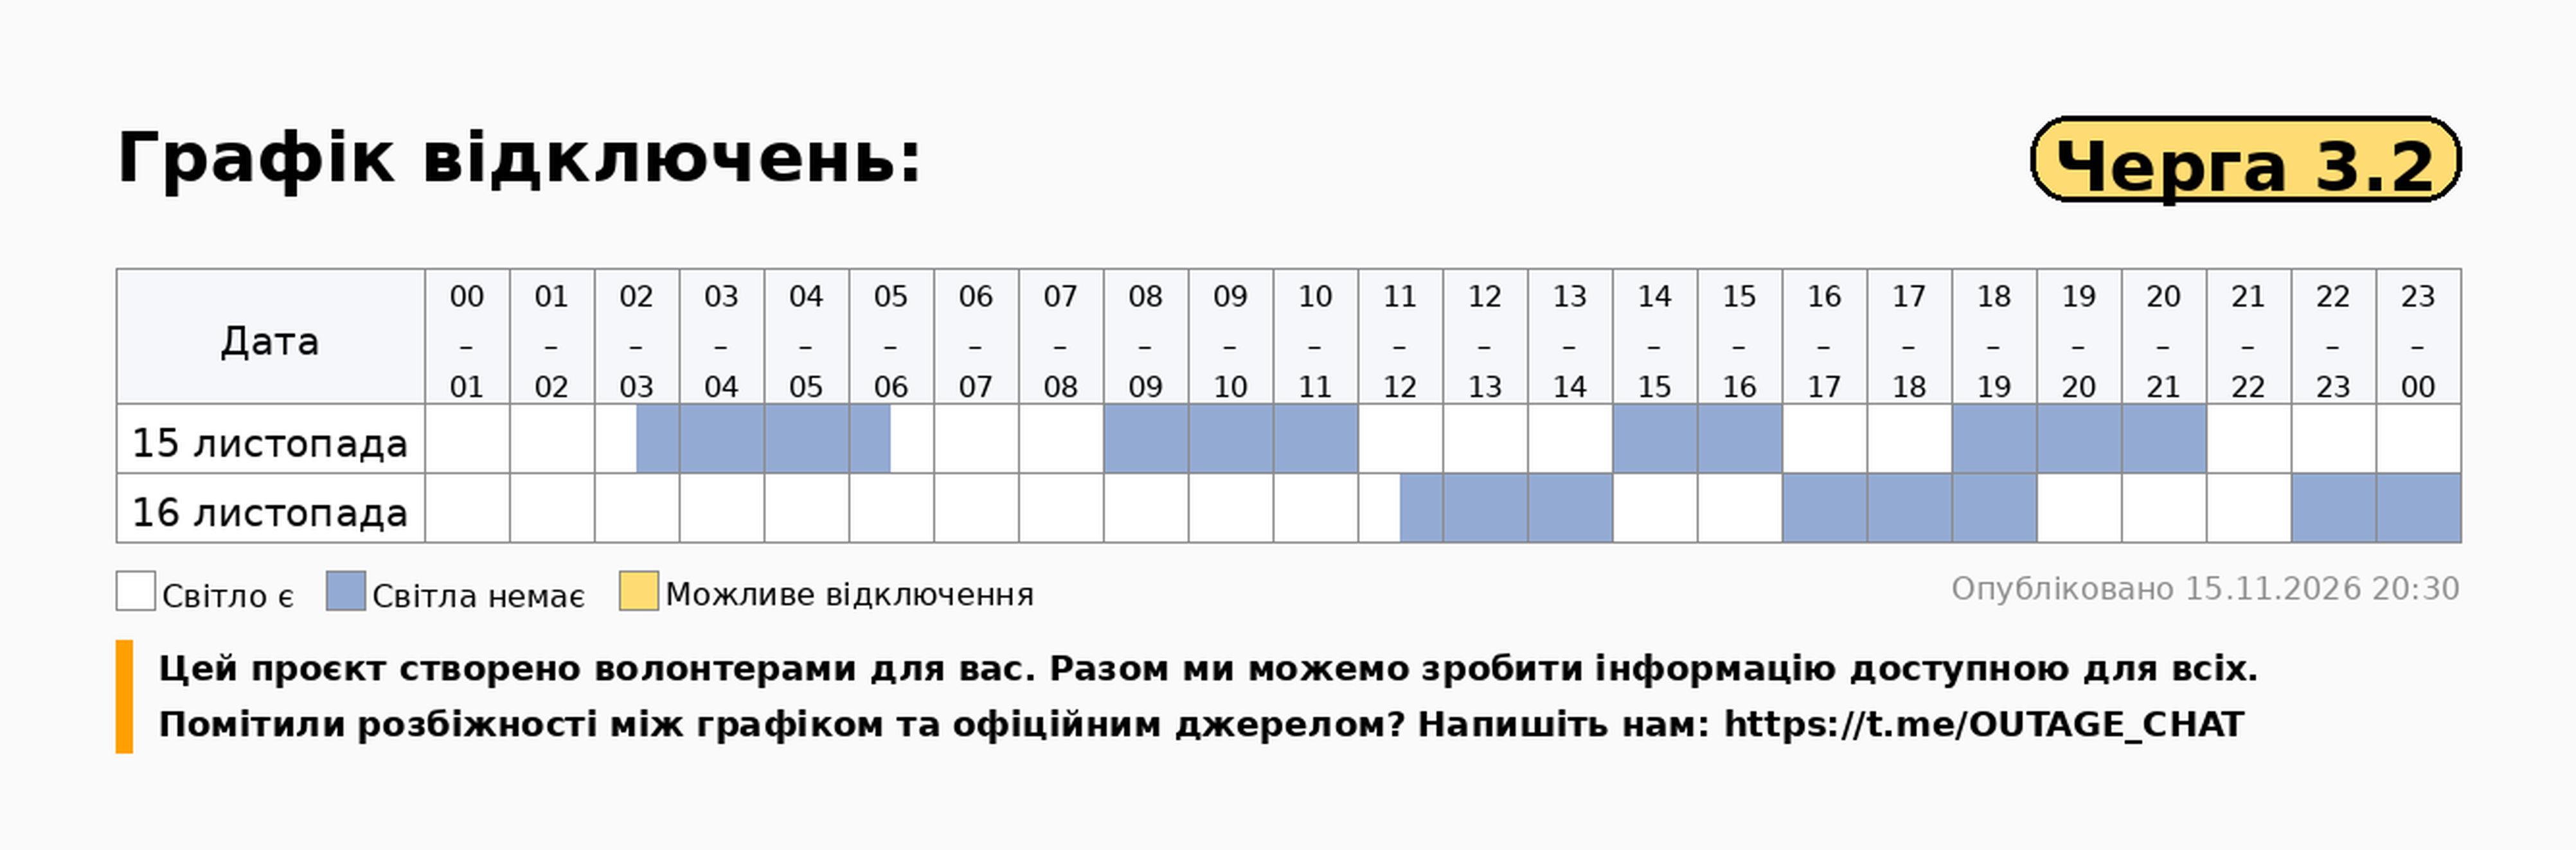 Графік відключень:
Черга 3.2
Дата 00 – 01 01 – 02 02 – 03 03 – 04 04 – 05 05 – 06 06 – 07 07 – 08 08 – 09 09 – 10 10 – 11 11 – 12 12 – 13 13 – 14 14 – 15 15 – 16 16 – 17 17 – 18 18 – 19 19 – 20 20 – 21 21 – 22 22 – 23 23 – 00
15 листопада
16 листопада
Світло є Світла немає Можливе відключення
Опубліковано 15.11.2026 20:30
Цей проєкт створено волонтерами для вас. Разом ми можемо зробити інформацію доступною для всіх.
Помітили розбіжності між графіком та офіційним джерелом? Напишіть нам: https://t.me/OUTAGE_CHAT